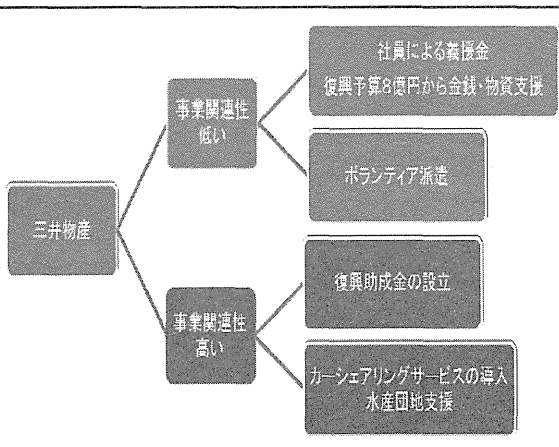 三井物産
事業関連性
低い
社員による義援金
復興予算8億円から金銭・物資支援
ボランティア派遣
事業関連性
高い
復興助成金の設立
カーシェアリングサービスの導入
水産団地支援